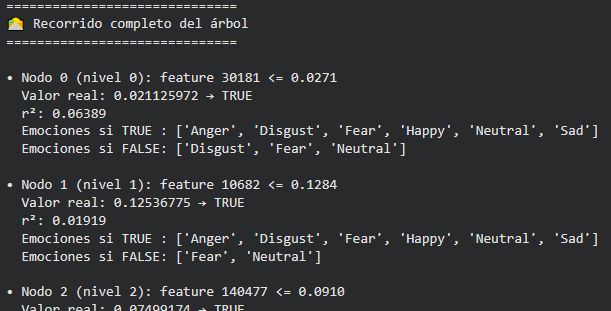 ==============================
Recorrido completo del árbol
==============================
• Nodo 0 (nivel 0): feature 30181 <= 0.0271
Valor real: 0.021125972 → TRUE
r²: 0.06389
Emociones si TRUE : ['Anger', 'Disgust', 'Fear', 'Happy', 'Neutral', 'Sad']
Emociones si FALSE: ['Disgust', 'Fear', 'Neutral']
• Nodo 1 (nivel 1): feature 10682 <= 0.1284
Valor real: 0.12536775 → TRUE
r²: 0.01919
Emociones si TRUE : ['Anger', 'Disgust', 'Fear', 'Happy', 'Neutral', 'Sad']
Emociones si FALSE: ['Fear', 'Neutral']
• Nodo 2 (nivel 2): feature 140477 <= 0.0910
Valor real: 0.07499174 → TRUE